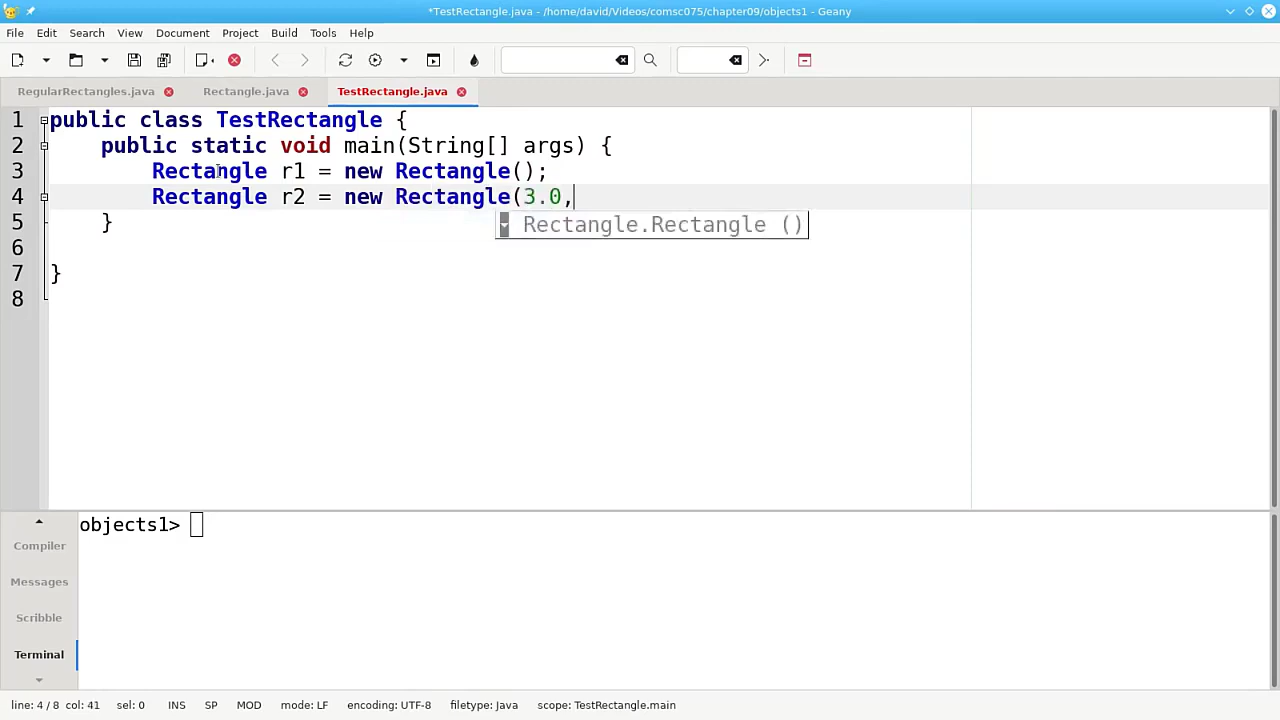 *TestRectangle.java - /home/david/Videos/comsc075/chapter09/objects1 - Geany
File Edit Search View Document Project Build Tools Help
RegularRectangles.java Rectangle.java TestRectangle.java
1 public class TestRectangle {
2 public static void main(String[] args) {
3 Rectangle r1 = new Rectangle();
4 Rectangle r2 = new Rectangle(3.0,
5 }
Rectangle.Rectangle ()
6
7 }
8
objects1>
Compiler
Messages
Scribble
Terminal
line: 4 / 8 col: 41 sel: 0 INS SP MOD mode: LF encoding: UTF-8 filetype: Java scope: TestRectangle.main